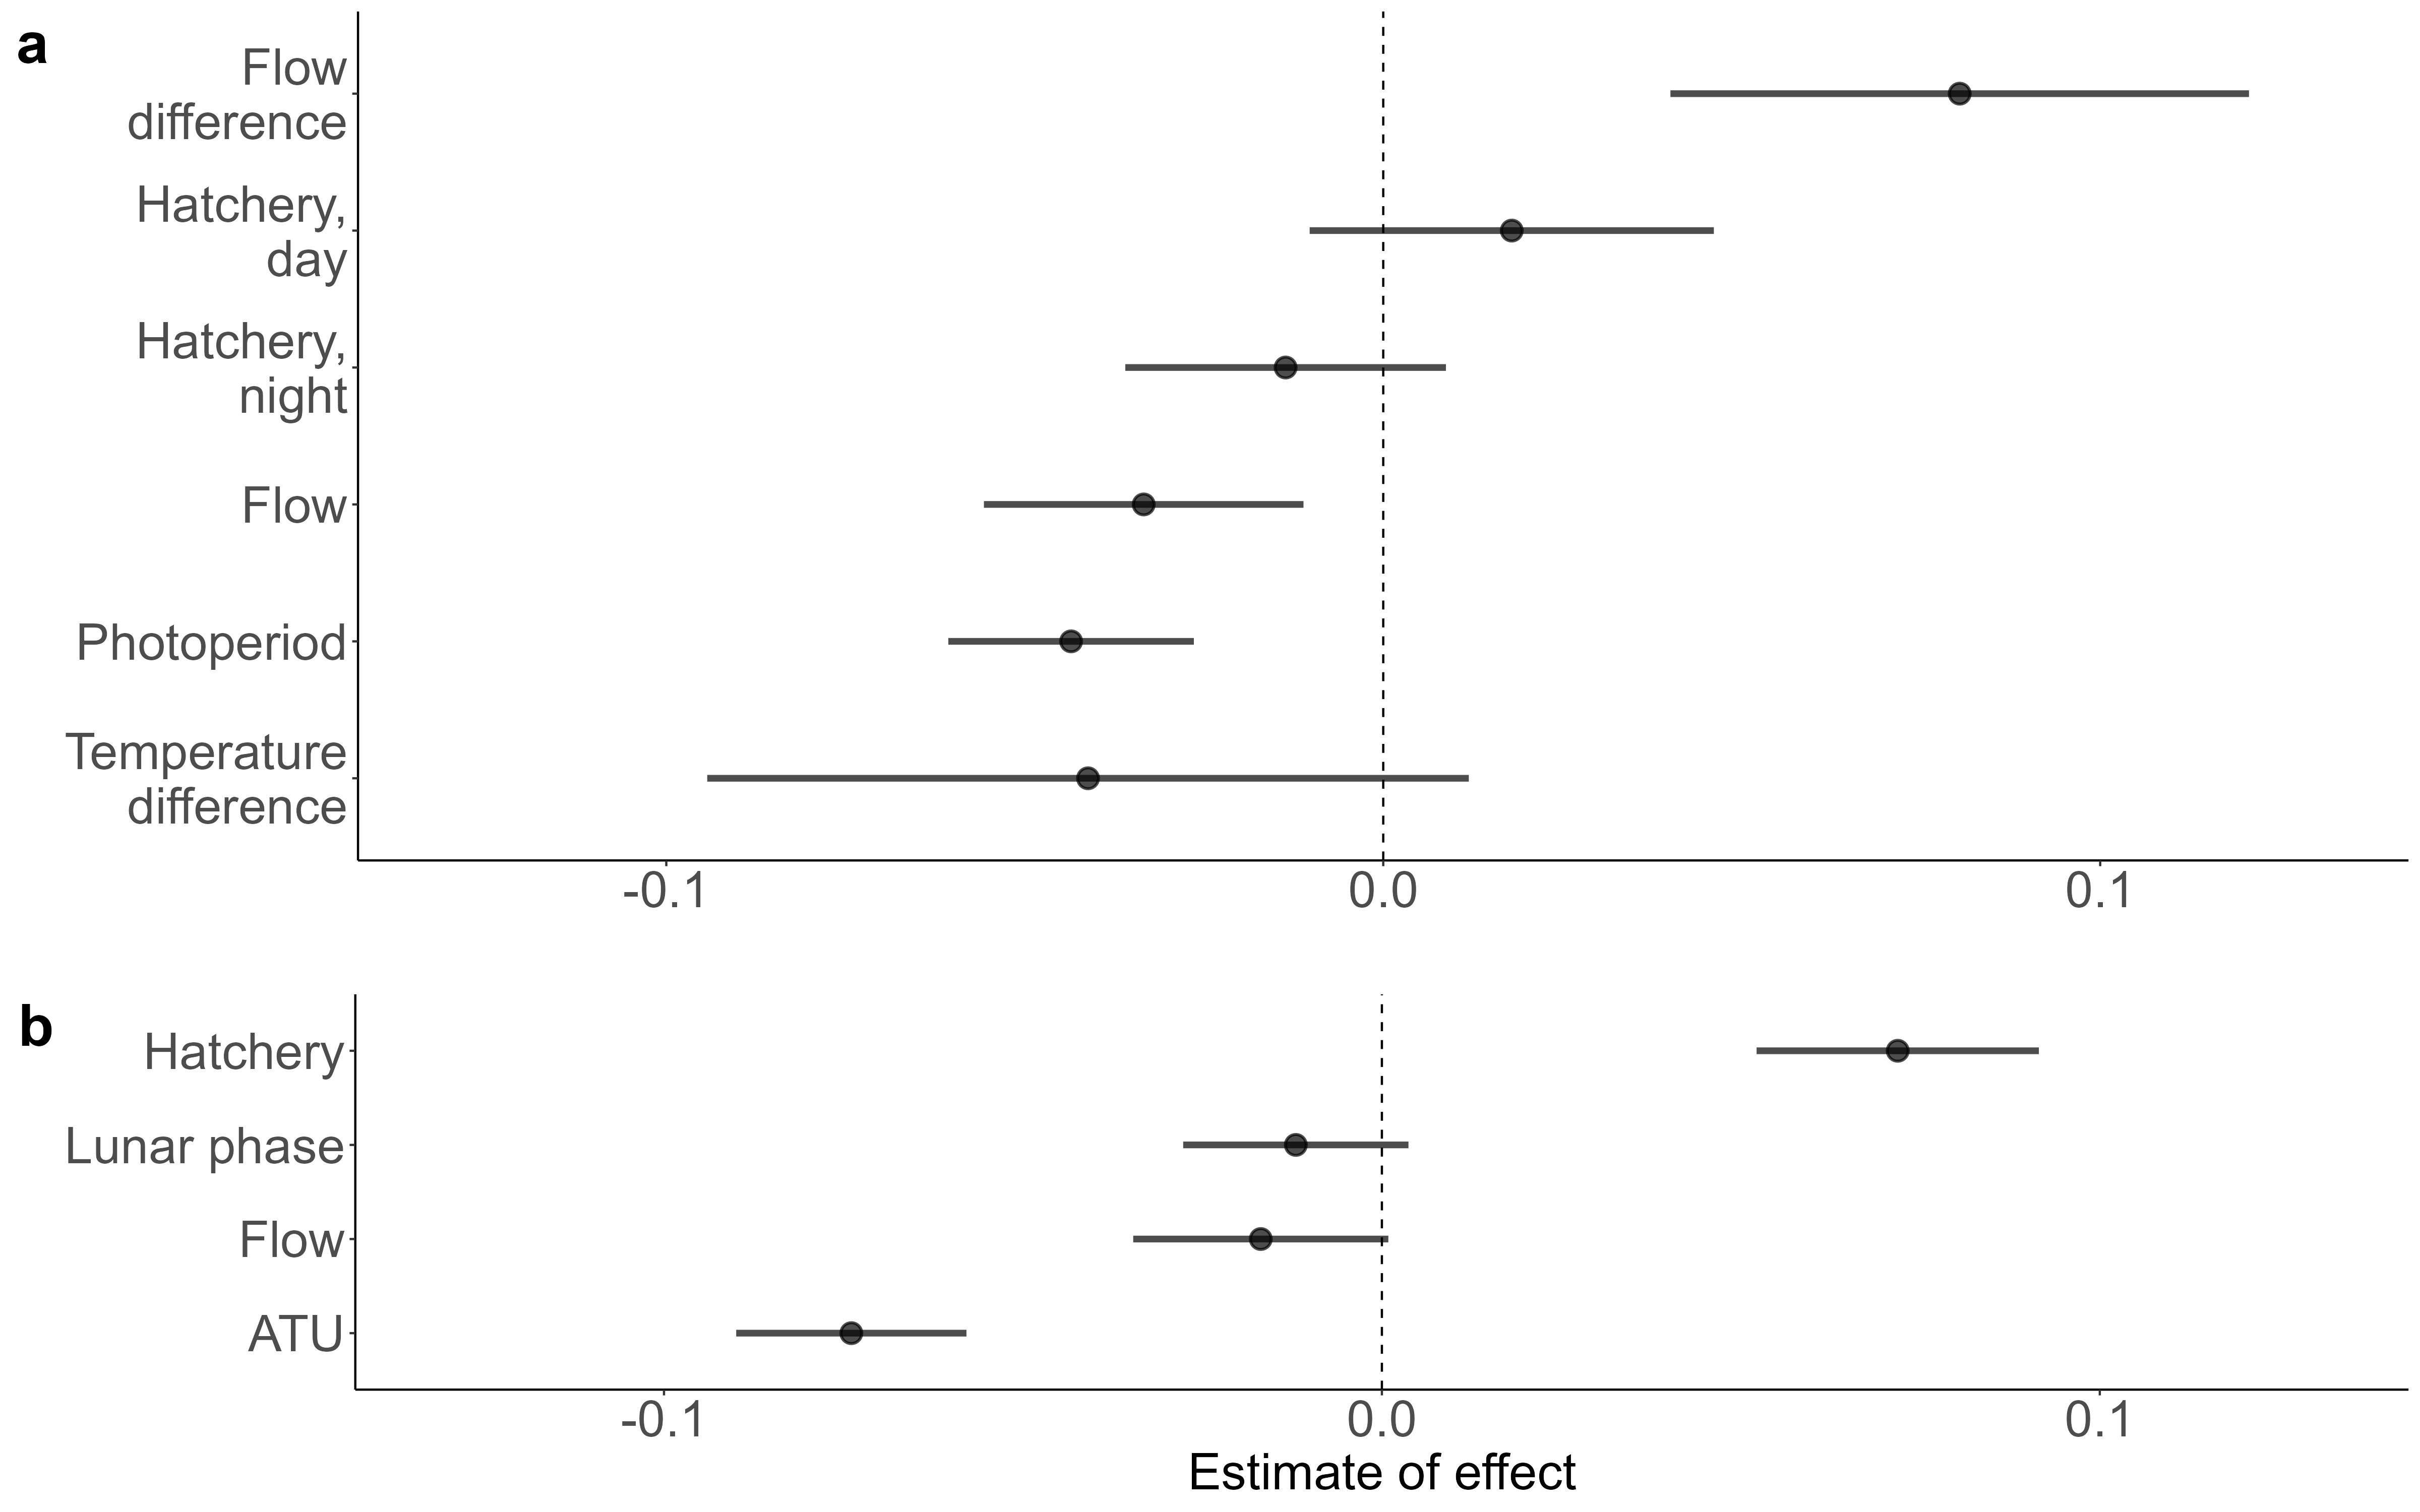 a
Flow
difference
Hatchery,
day
Hatchery,
night
Flow
Photoperiod
Temperature
difference
-0.1 0.0 0.1
b
Hatchery
Lunar phase
Flow
ATU
-0.1 0.0 0.1
Estimate of effect